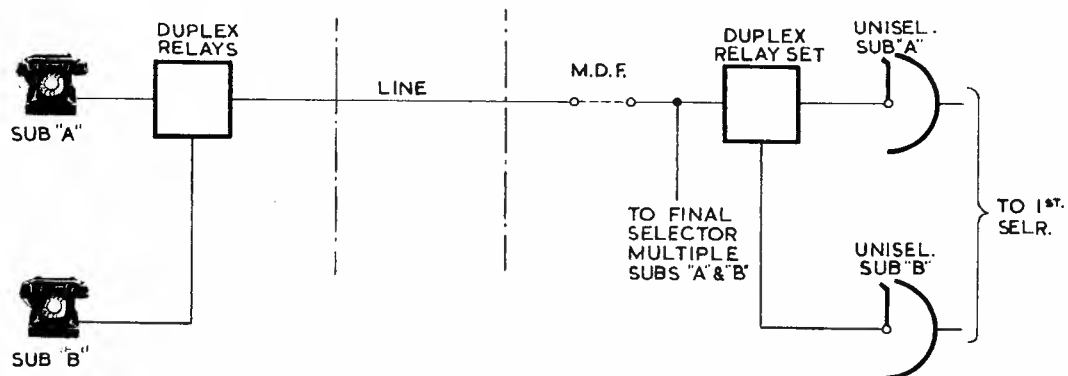 DUPLEX
RELAYS
SUB "A"
SUB "B"
LINE
M.D.F.
TO FINAL
SELECTOR
MULTIPLE
SUBS "A" & "B"
DUPLEX
RELAY SET
UNISEL.
SUB "A"
UNISEL.
SUB "B"
TO 1ST.
SELR.